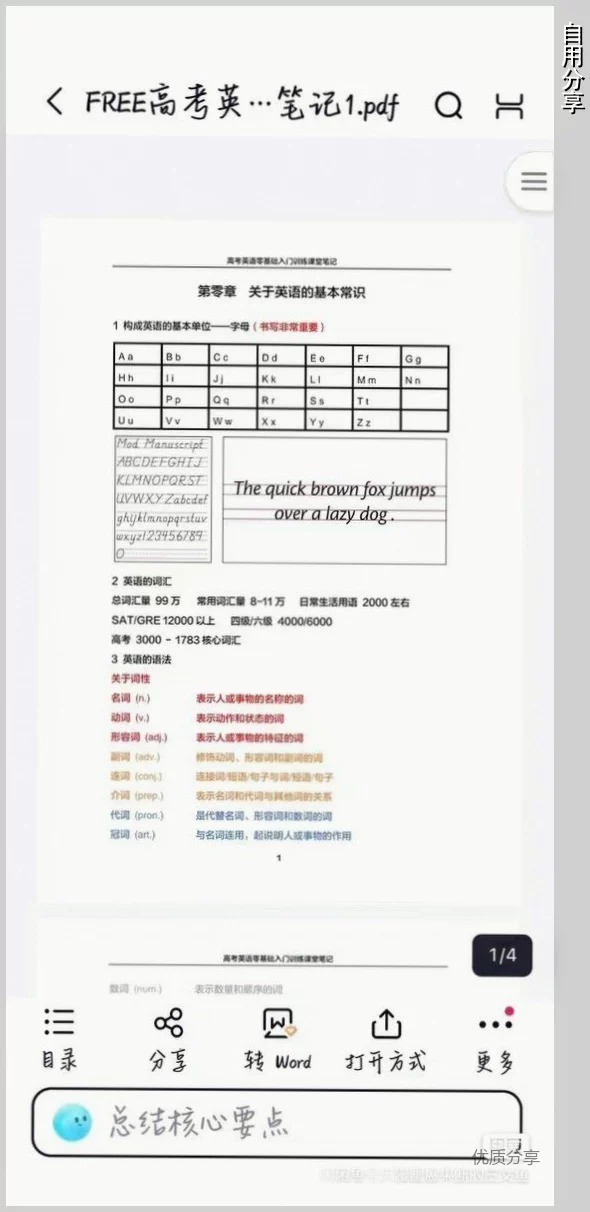 自用分享
FREE高考英…笔记1.pdf
高考英语零基础入门训练课堂笔记
第零章 关于英语的基本常识
1 构成英语的基本单位——字母（书写非常重要）
Aa Bb Cc Dd Ee Ff Gg
Hh Ii Jj Kk Ll Mm Nn
Oo Pp Qq Rr Ss Tt
Uu Vv Ww Xx Yy Zz
Mod Manuscript
ABCDEFGHIJ
KLMNOPQRST
UVWXYZabcdef
ghijklmnopqrstuv
wxyz123456789
0
The quick brown fox jumps
over a lazy dog .
2 英语的词汇
总词汇量 99万 常用词汇量 8-11万 日常生活用语 2000左右
SAT/GRE 12000以上 四级/六级 4000/6000
高考 3000 - 1783核心词汇
3 英语的语法
关于词性
名词 (n.) 表示人或事物的名称的词
动词 (v.) 表示动作和状态的词
形容词 (adj.) 表示人或事物的特征的词
副词 (adv.) 修饰动词、形容词和副词的词
连词 (conj.) 连接词/短语/句子与词/短语/句子
介词 (prep.) 表示名词和代词与其他词的关系
代词 (pron.) 是代替名词、形容词和数词的词
冠词 (art.) 与名词连用，起说明人或事物的作用
1
1/4
高考英语零基础入门训练课堂笔记
数词 (num.) 表示数量和顺序的词
目录 分享 转 Word 打开方式 更多
总结核心要点
优质分享